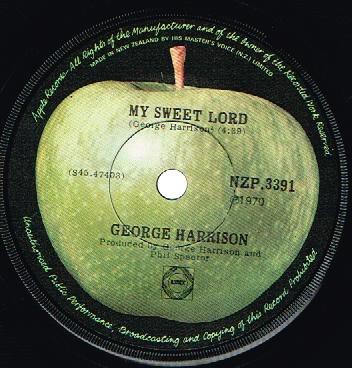 Apple Records-All Rights of the Manufacturer and of the Owner of the Recorded Work Reserved
MADE IN NEW ZEALAND BY HIS MASTER'S VOICE (N.Z.) LIMITED
MY SWEET LORD
(George Harrison) (4:39)
(S45.47403)
NZP.3391
℗1970
GEORGE HARRISON
Produced by George Harrison and
Phil Spector
Unauthorised Public Performance, Broadcasting and Copying of this Record Prohibited